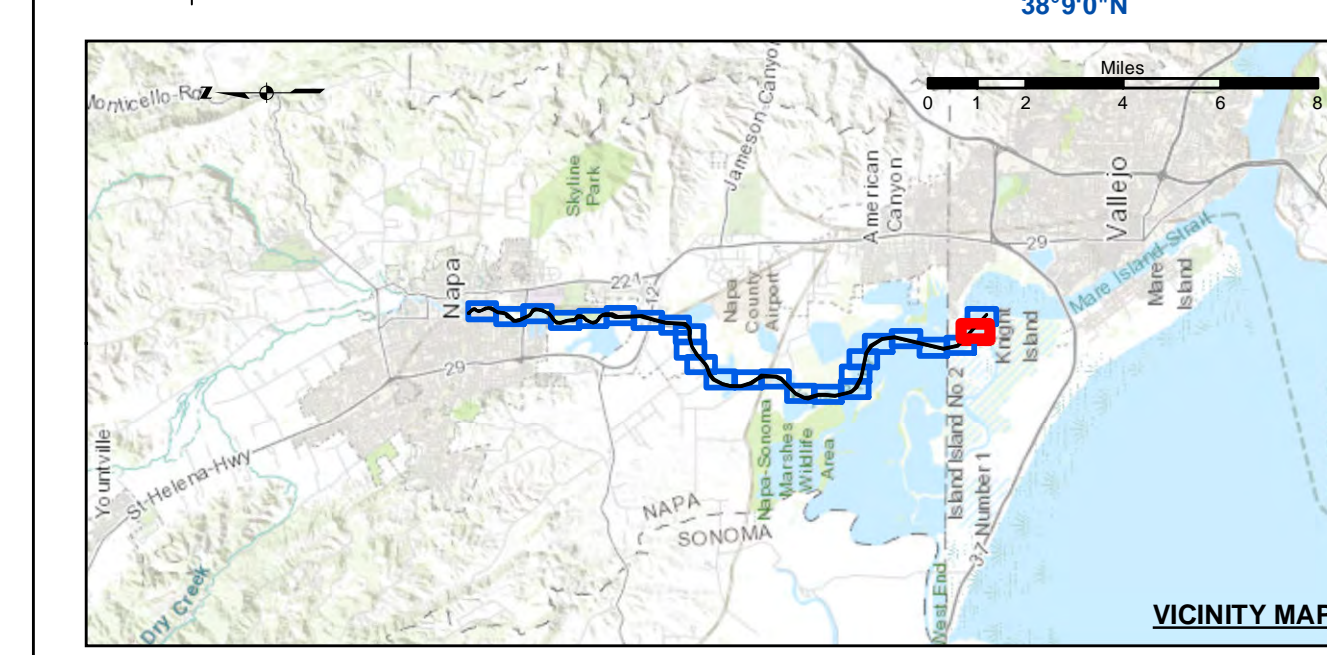 38°9'0"N
Miles
0 1 2 4 6 8
Monticello-Rd
Z
Skyline
Park
Jameson-Canyon
American
Canyon
Vallejo
29
Mare Island-Strait
Mare
Island
Napa
221
12
Napa
County
Airport
Knight
Island
29
Yountville
St-Helena-Hwy
Napa-Sonoma
Marshes
Wildlife
Area
Island Island No 2
Number 1
37
NAPA
SONOMA
West End
Dry Creek
VICINITY MAP